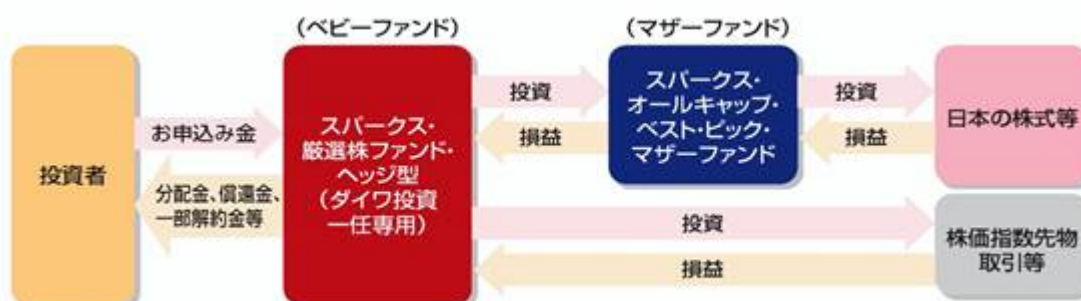 (ベビーファンド)
(マザーファンド)
投資者
お申込み金
分配金、償還金、
一部解約金等
スパークス・
厳選株ファンド・
ヘッジ型
(ダイワ投資
一任専用)
投資
損益
スパークス・
オールキャップ・
ベスト・ピック・
マザーファンド
投資
損益
日本の株式等
投資
損益
株価指数先物
取引等